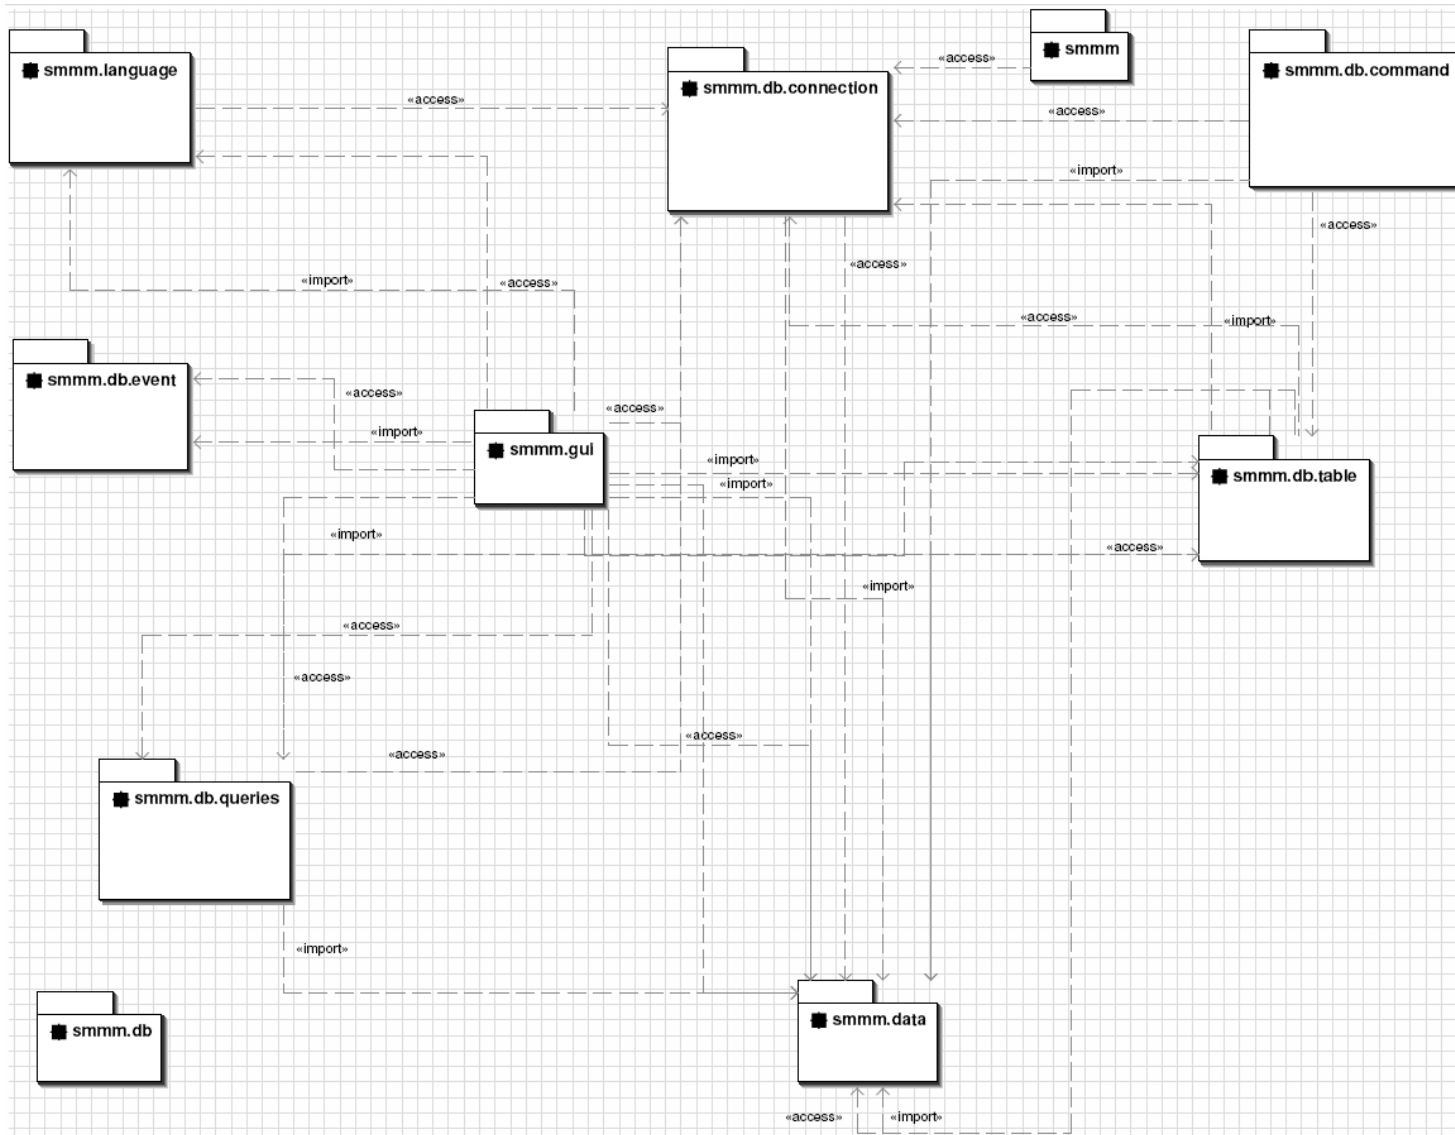 smmm
«access»
smmm.language
smmm.db.command
smmm.db.connection
«access»
«access»
«import»
«access»
«access»
«import»
«access»
«access»
«import»
smmm.db.event
«access»
«access»
«import»
smmm.gui
«import»
smmm.db.table
«import»
«import»
«access»
«import»
«access»
«access»
«access»
«access»
smmm.db.queries
«import»
smmm.data
smmm.db
«access»
«import»